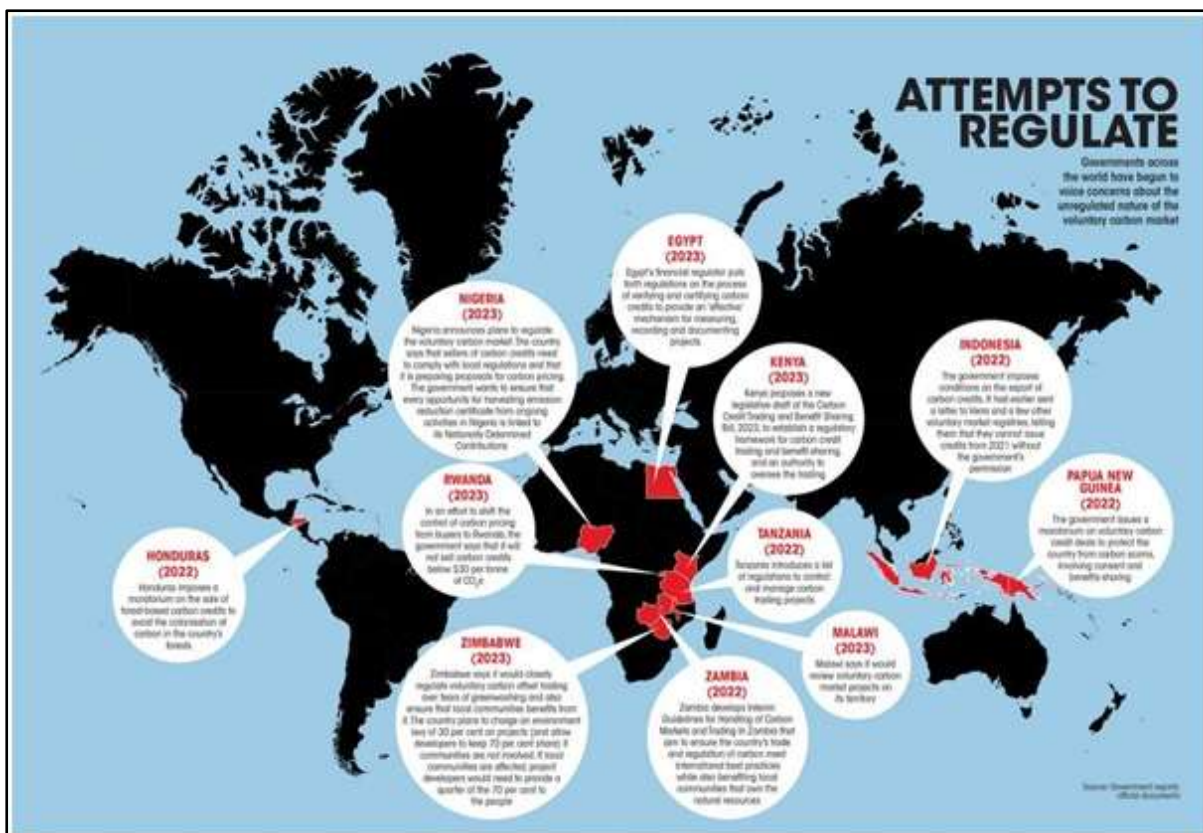 ATTEMPTS TO
REGULATE
Governments across
the world have begun to
voice concerns about the
unregulated nature of the
voluntary carbon market
EGYPT
(2023)
Egypt's financial regulator puts
forth regulations on the process
of verifying and certifying carbon
credits to provide an 'effective'
mechanism for measuring,
recording and documenting
projects
NIGERIA
(2023)
Nigeria announces plans to regulate
the voluntary carbon market. The country
says that sellers of carbon credits need
to comply with local regulations and that
it is preparing proposals for carbon pricing.
The government wants to ensure that
every opportunity for harvesting emission
reduction certificate from ongoing
activities in Nigeria is linked to
its Nationally Determined
Contributions
KENYA
(2023)
Kenya proposes a new
legislative draft of the Carbon
Credit Trading and Benefit Sharing
Bill, 2023, to establish a regulatory
framework for carbon credit
trading and benefit sharing
and an authority to
oversee the trading
INDONESIA
(2022)
The government imposes
conditions on the export of
carbon credits. It had earlier sent
a letter to Verra and a few other
voluntary market registries, telling
them that they cannot issue
credits from 2021 without
the government's
permission
RWANDA
(2023)
In an effort to shift the
control of carbon pricing
from buyers to Rwanda, the
government says that it will
not sell carbon credits
below $30 per tonne
of CO₂e
PAPUA NEW
GUINEA
(2022)
The government issues a
moratorium on voluntary carbon
credit deals to protect the
country from carbon scams,
involving consent and
benefits sharing
TANZANIA
(2022)
Tanzania introduces a list
of regulations to control
and manage carbon
trading projects
HONDURAS
(2022)
Honduras imposes a
moratorium on the sale of
forest-based carbon credits to
avoid the colonisation of
carbon in the country's
forests
MALAWI
(2023)
Malawi says it would
review voluntary carbon
market projects on
its territory
ZIMBABWE
(2023)
Zimbabwe says it would closely
regulate voluntary carbon offset trading
over fears of greenwashing and also
ensure that local communities benefits from
it. The country plans to charge an environment
levy of 30 per cent on projects (and allow
developers to keep 70 per cent share) if
communities are not involved. If local
communities are affected, project
developers would need to provide a
quarter of the 70 per cent to
the people
ZAMBIA
(2022)
Zambia develops Interim
Guidelines for Handling of Carbon
Markets and Trading in Zambia that
aim to ensure the country's trade
and regulation of carbon meet
international best practices
while also benefiting local
communities that own the
natural resources
Source: Government reports,
official documents